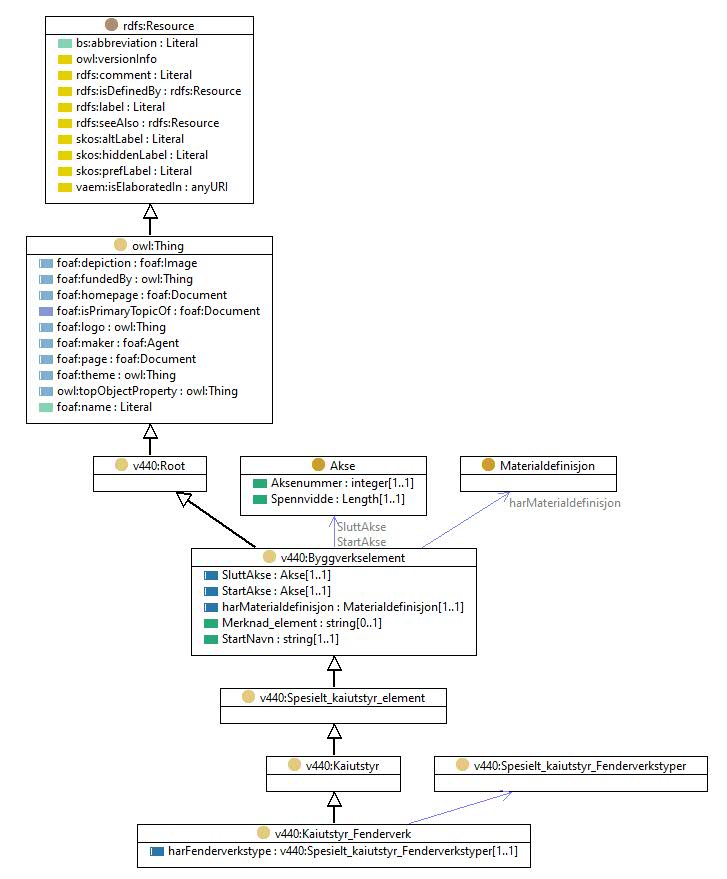 rdfs:Resource
bs:abbreviation : Literal
owl:versionInfo
rdfs:comment : Literal
rdfs:isDefinedBy : rdfs:Resource
rdfs:label : Literal
rdfs:seeAlso : rdfs:Resource
skos:altLabel : Literal
skos:hiddenLabel : Literal
skos:prefLabel : Literal
vaem:isElaboratedIn : anyURI
owl:Thing
foaf:depiction : foaf:Image
foaf:fundedBy : owl:Thing
foaf:homepage : foaf:Document
foaf:isPrimaryTopicOf : foaf:Document
foaf:logo : owl:Thing
foaf:maker : foaf:Agent
foaf:page : foaf:Document
foaf:theme : owl:Thing
owl:topObjectProperty : owl:Thing
foaf:name : Literal
v440:Root
Akse
Aksenummer : integer[1..1]
Spennvidde : Length[1..1]
Materialdefinisjon
harMaterialdefinisjon
SluttAkse
StartAkse
v440:Byggverkselement
SluttAkse : Akse[1..1]
StartAkse : Akse[1..1]
harMaterialdefinisjon : Materialdefinisjon[1..1]
Merknad_element : string[0..1]
StartNavn : string[1..1]
v440:Spesielt_kaiutstyr_element
v440:Kaiutstyr
v440:Spesielt_kaiutstyr_Fenderverkstyper
v440:Kaiutstyr_Fenderverk
harFenderverkstype : v440:Spesielt_kaiutstyr_Fenderverkstyper[1..1]